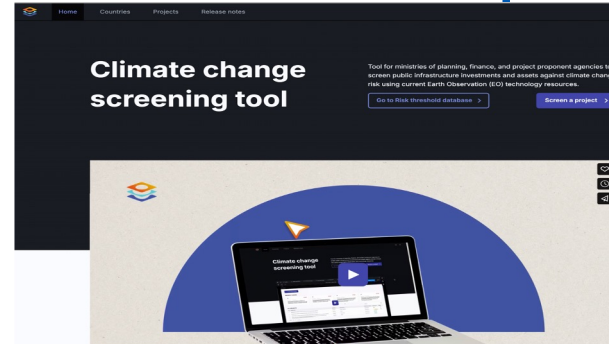 Home Countries Projects Release notes
Climate change
screening tool
Tool for ministries of planning, finance, and project proponent agencies to
screen public infrastructure investments and assets against climate chan
risk using current Earth Observation (EO) technology resources.
Go to Risk threshold database >
Screen a project >
Climate change
screening tool